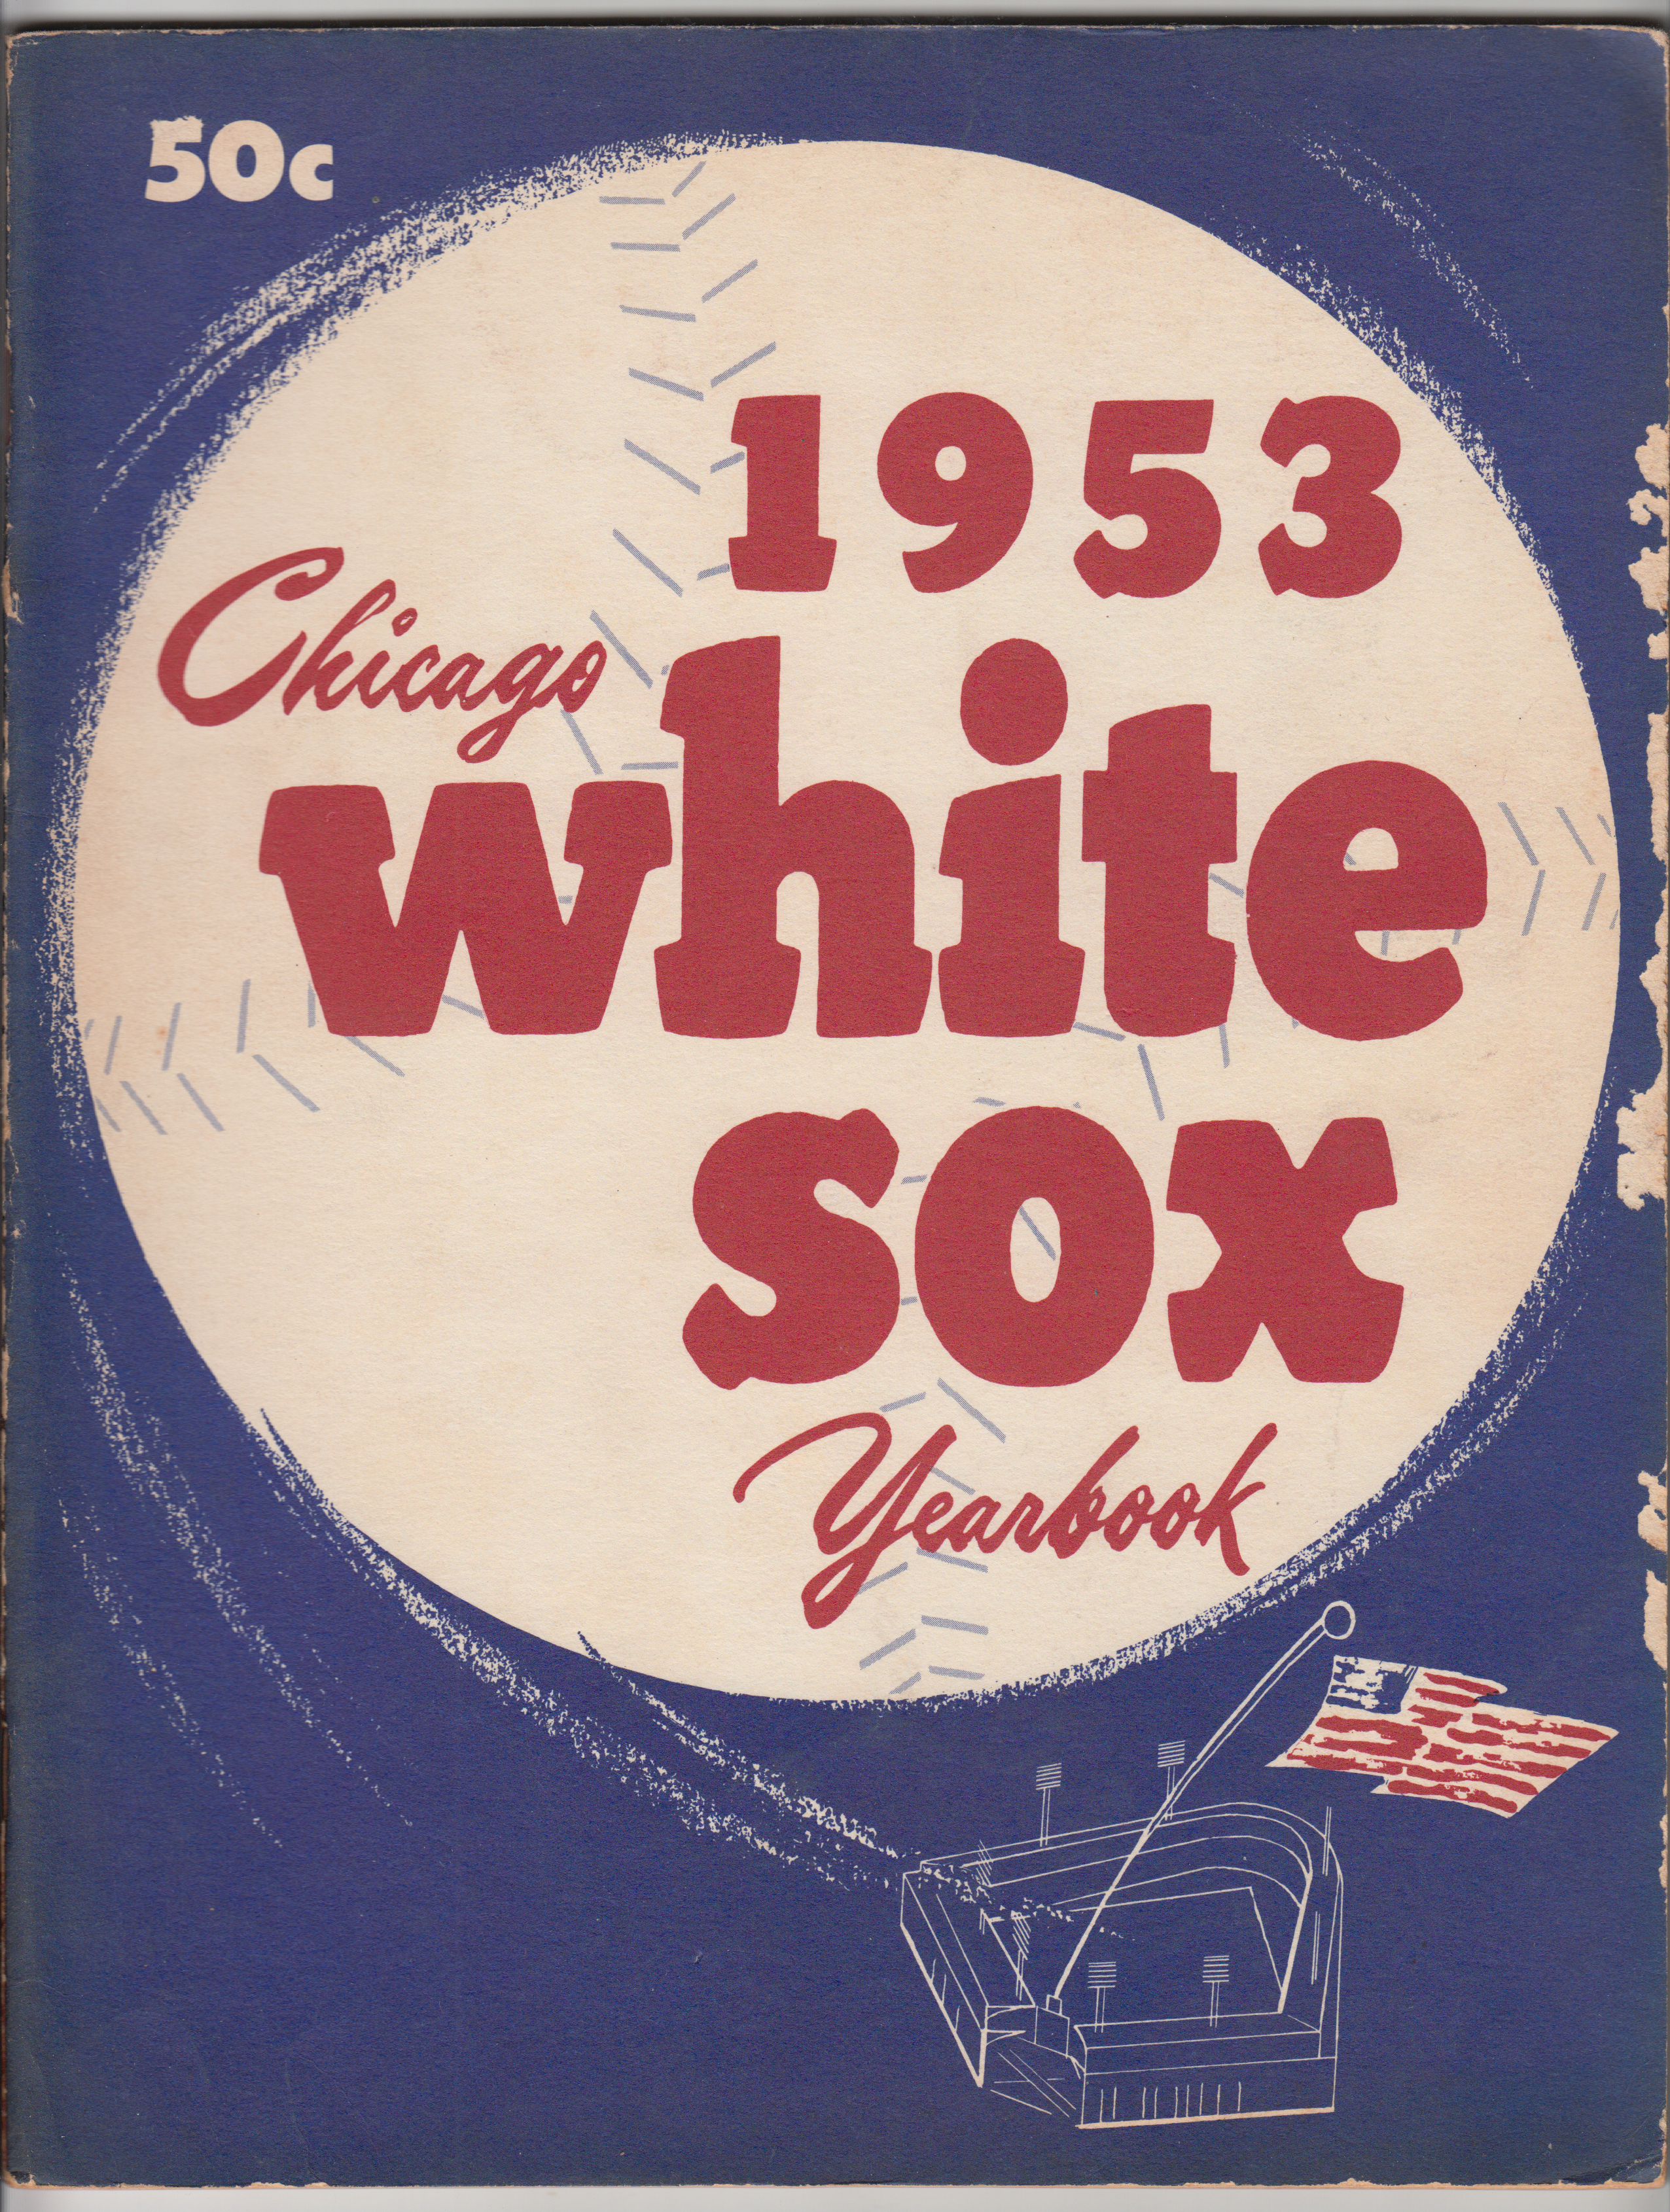 50c
1953
Chicago
white
sox
Yearbook